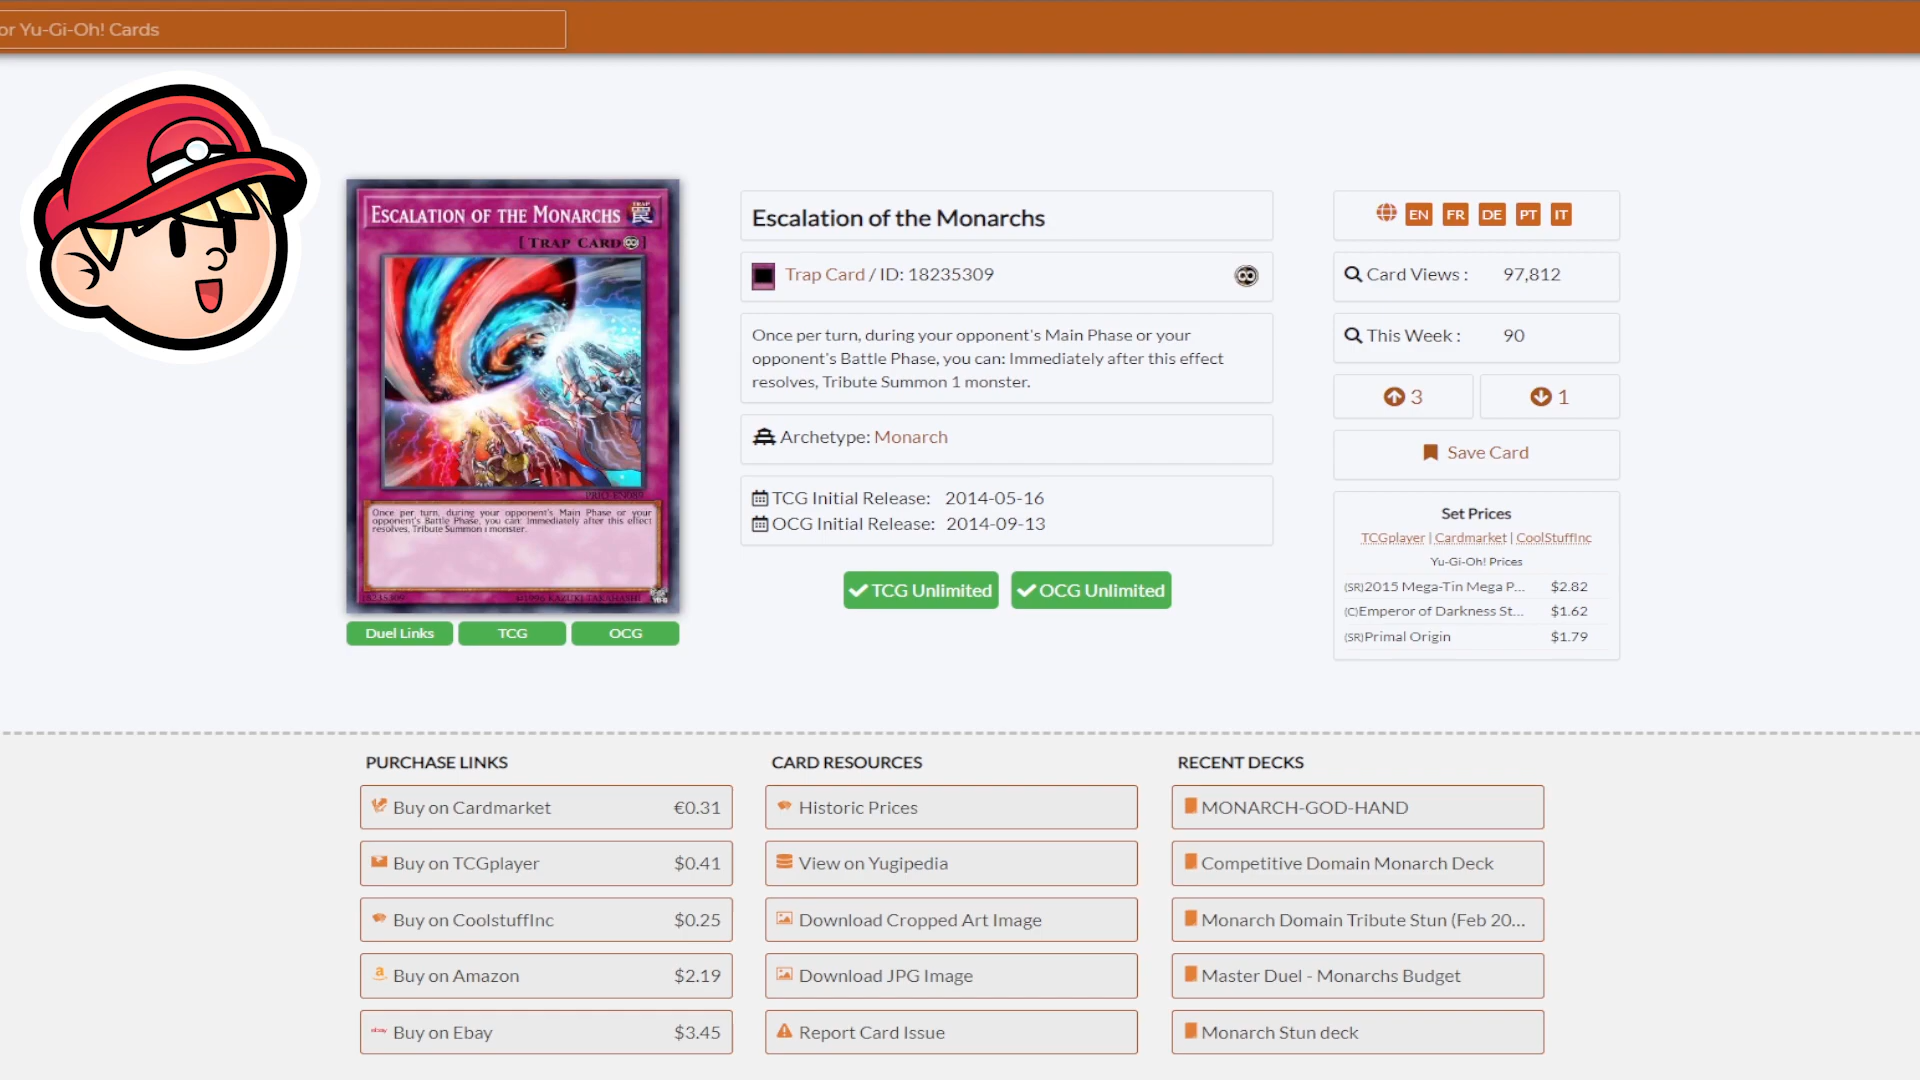 or Yu-Gi-Oh! Cards
ESCALATION OF THE MONARCHS
TRAP
罠
[ TRAP CARD ]
PRIO-EN089
Once per turn, during your opponent's Main Phase or your
opponent's Battle Phase, you can: Immediately after this effect
resolves, Tribute Summon 1 monster.
18235309
©1996 KAZUKI TAKAHASHI
Duel Links
TCG
OCG
Escalation of the Monarchs
Trap Card / ID: 18235309
Once per turn, during your opponent's Main Phase or your
opponent's Battle Phase, you can: Immediately after this effect
resolves, Tribute Summon 1 monster.
Archetype: Monarch
TCG Initial Release: 2014-05-16
OCG Initial Release: 2014-09-13
TCG Unlimited
OCG Unlimited
EN FR DE PT IT
Card Views : 97,812
This Week : 90
3
1
Save Card
Set Prices
TCGplayer | Cardmarket | CoolStuffInc
Yu-Gi-Oh! Prices
(SR)2015 Mega-Tin Mega P... $2.82
(C)Emperor of Darkness St... $1.62
(SR)Primal Origin $1.79
PURCHASE LINKS
Buy on Cardmarket €0.31
Buy on TCGplayer $0.41
Buy on CoolstuffInc $0.25
a Buy on Amazon $2.19
ebay Buy on Ebay $3.45
CARD RESOURCES
Historic Prices
View on Yugipedia
Download Cropped Art Image
Download JPG Image
Report Card Issue
RECENT DECKS
MONARCH-GOD-HAND
Competitive Domain Monarch Deck
Monarch Domain Tribute Stun (Feb 20...
Master Duel - Monarchs Budget
Monarch Stun deck